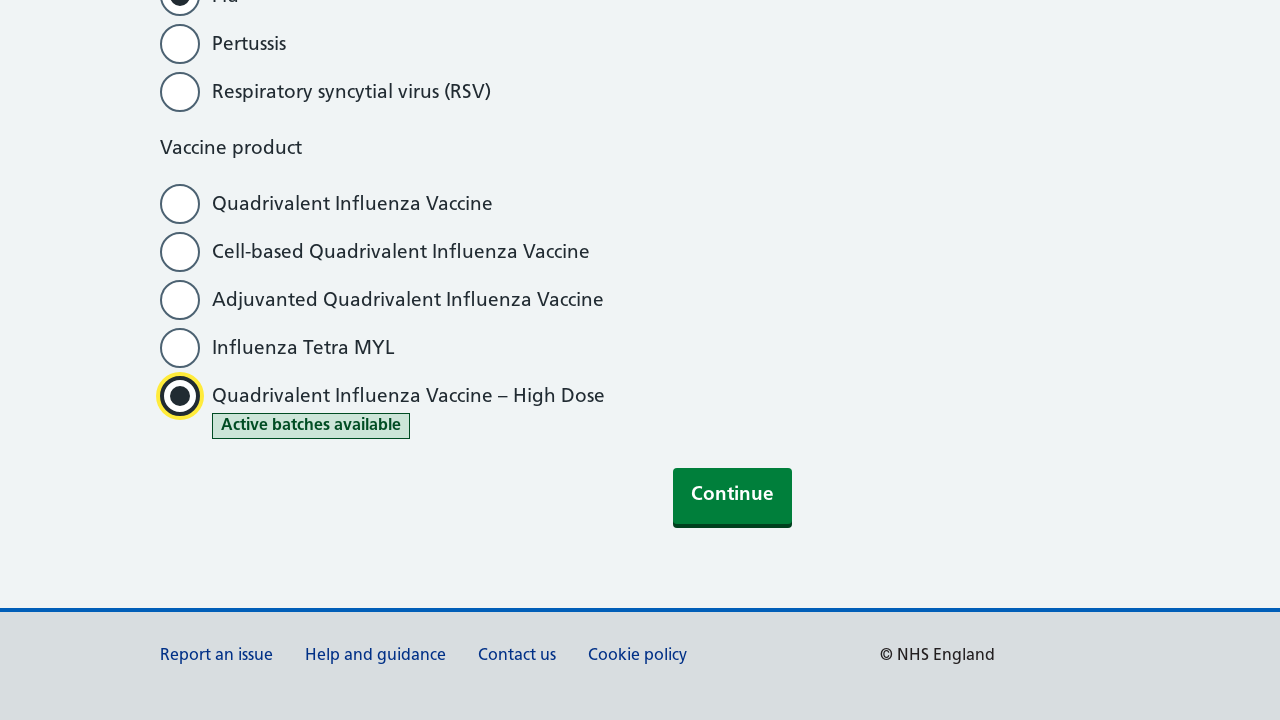 Pertussis
Respiratory syncytial virus (RSV)
Vaccine product
Quadrivalent Influenza Vaccine
Cell-based Quadrivalent Influenza Vaccine
Adjuvanted Quadrivalent Influenza Vaccine
Influenza Tetra MYL
Quadrivalent Influenza Vaccine – High Dose
Active batches available
Continue
Report an issue
Help and guidance
Contact us
Cookie policy
© NHS England